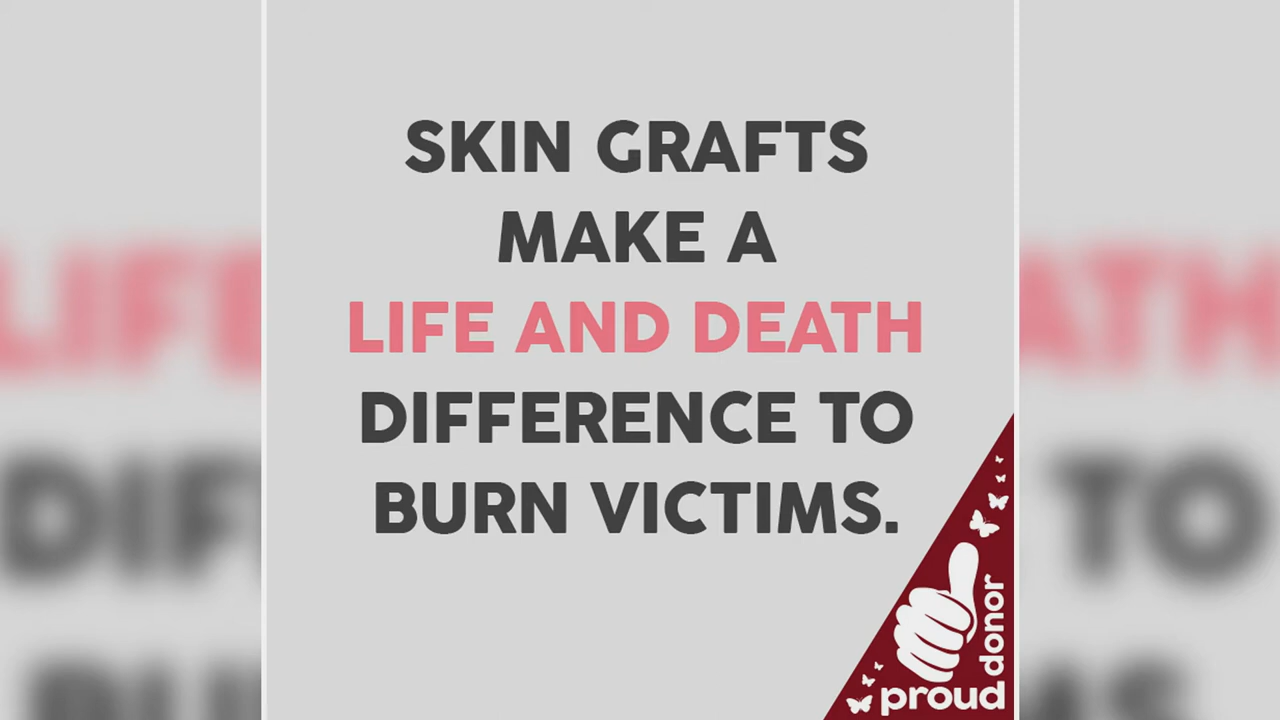 SKIN GRAFTS
MAKE A
LIFE AND DEATH
DIFFERENCE TO
BURN VICTIMS.
proud
donor